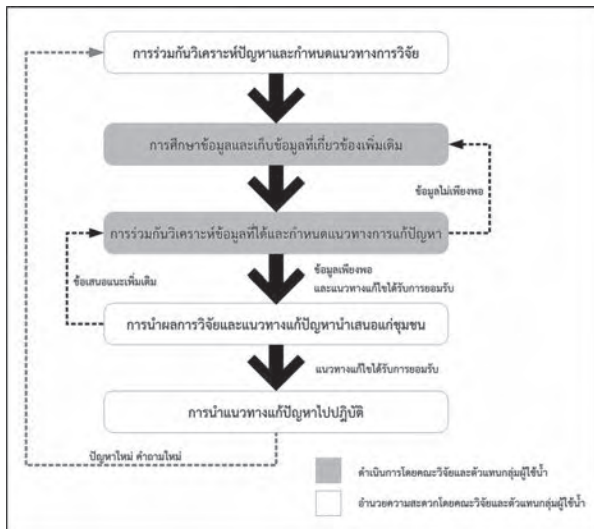 การร่วมกันวิเคราะห์ปัญหาและกำหนดแนวทางการวิจัย
การศึกษาข้อมูลและเก็บข้อมูลที่เกี่ยวข้องเพิ่มเติม
ข้อมูลไม่เพียงพอ
การร่วมกันวิเคราะห์ข้อมูลที่ได้และกำหนดแนวทางการแก้ปัญหา
ข้อเสนอแนะเพิ่มเติม
ข้อมูลเพียงพอ
และแนวทางแก้ไขได้รับการยอมรับ
การนำผลการวิจัยและแนวทางแก้ปัญหานำเสนอแก่ชุมชน
แนวทางแก้ไขได้รับการยอมรับ
การนำแนวทางแก้ปัญหาไปปฏิบัติ
ปัญหาใหม่ คำถามใหม่
ดำเนินการโดยคณะวิจัยและตัวแทนกลุ่มผู้ใช้น้ำ
อำนวยความสะดวกโดยคณะวิจัยและตัวแทนกลุ่มผู้ใช้น้ำ